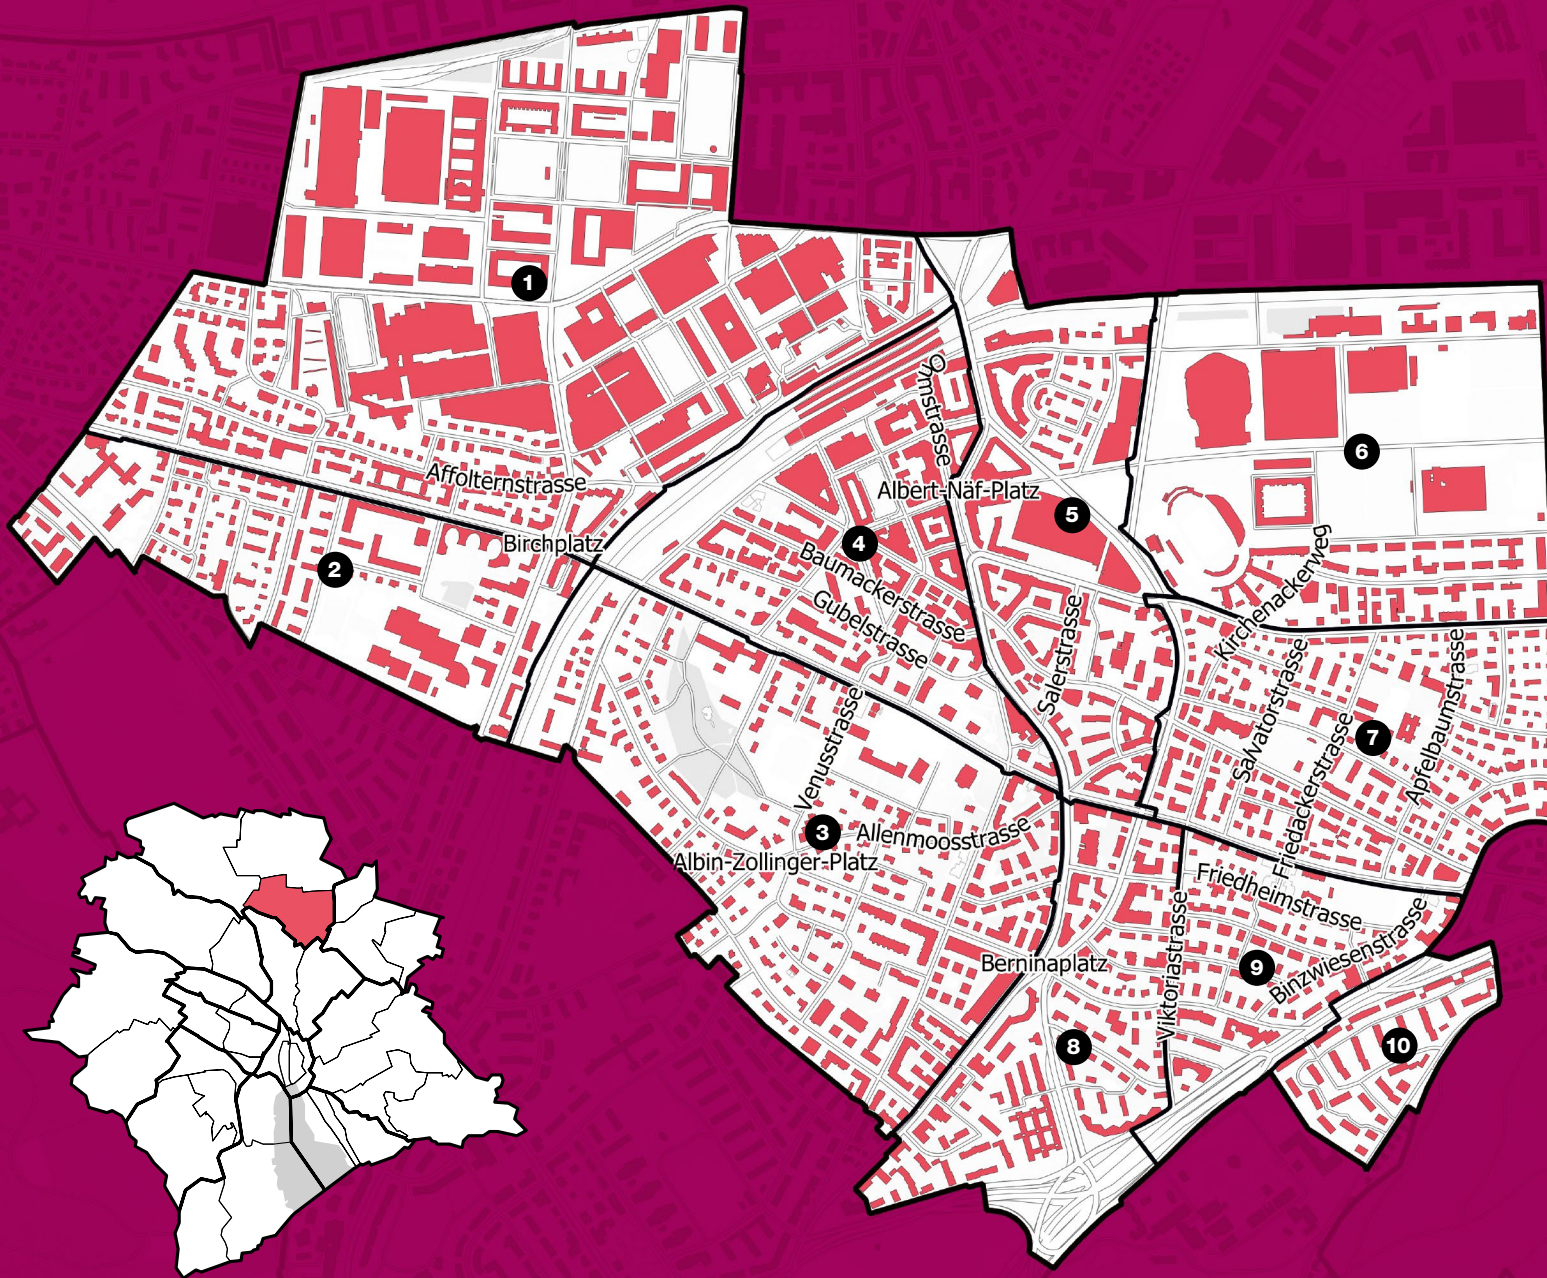 1
Ohmstrasse
6
Affolternstrasse
Albert-Näf-Platz
5
Birchplatz
4
2
Baumackerstrasse
Gubelstrasse
Kirchenackerweg
Salerstrasse
Salvatorstrasse
Apfelbaumstrasse
7
Friedackerstrasse
Venusstrasse
3
Allenmoosstrasse
Albin-Zollinger-Platz
Friedheimstrasse
Viktoriastrasse
Berninaplatz
9
Binzwiesenstrasse
8
10